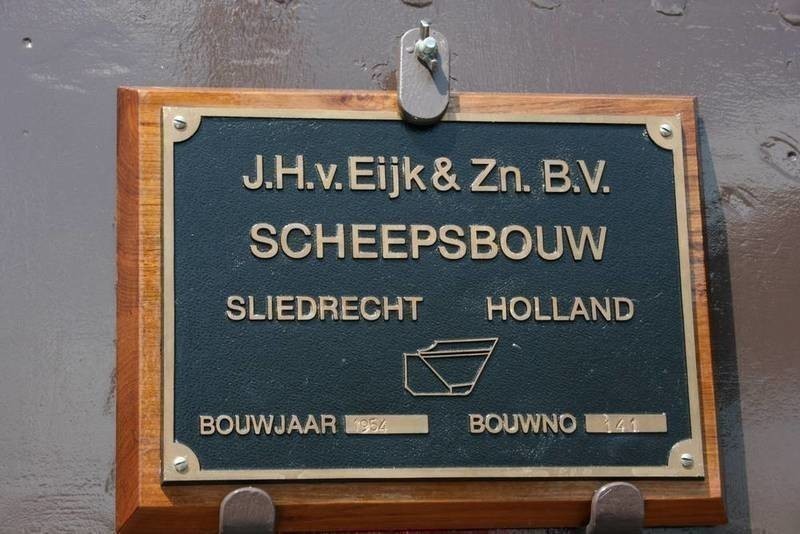 J.H.v. Eijk & Zn. B.V.
SCHEEPSBOUW
SLIEDRECHT HOLLAND
BOUWJAAR 1954 BOUWNO 141